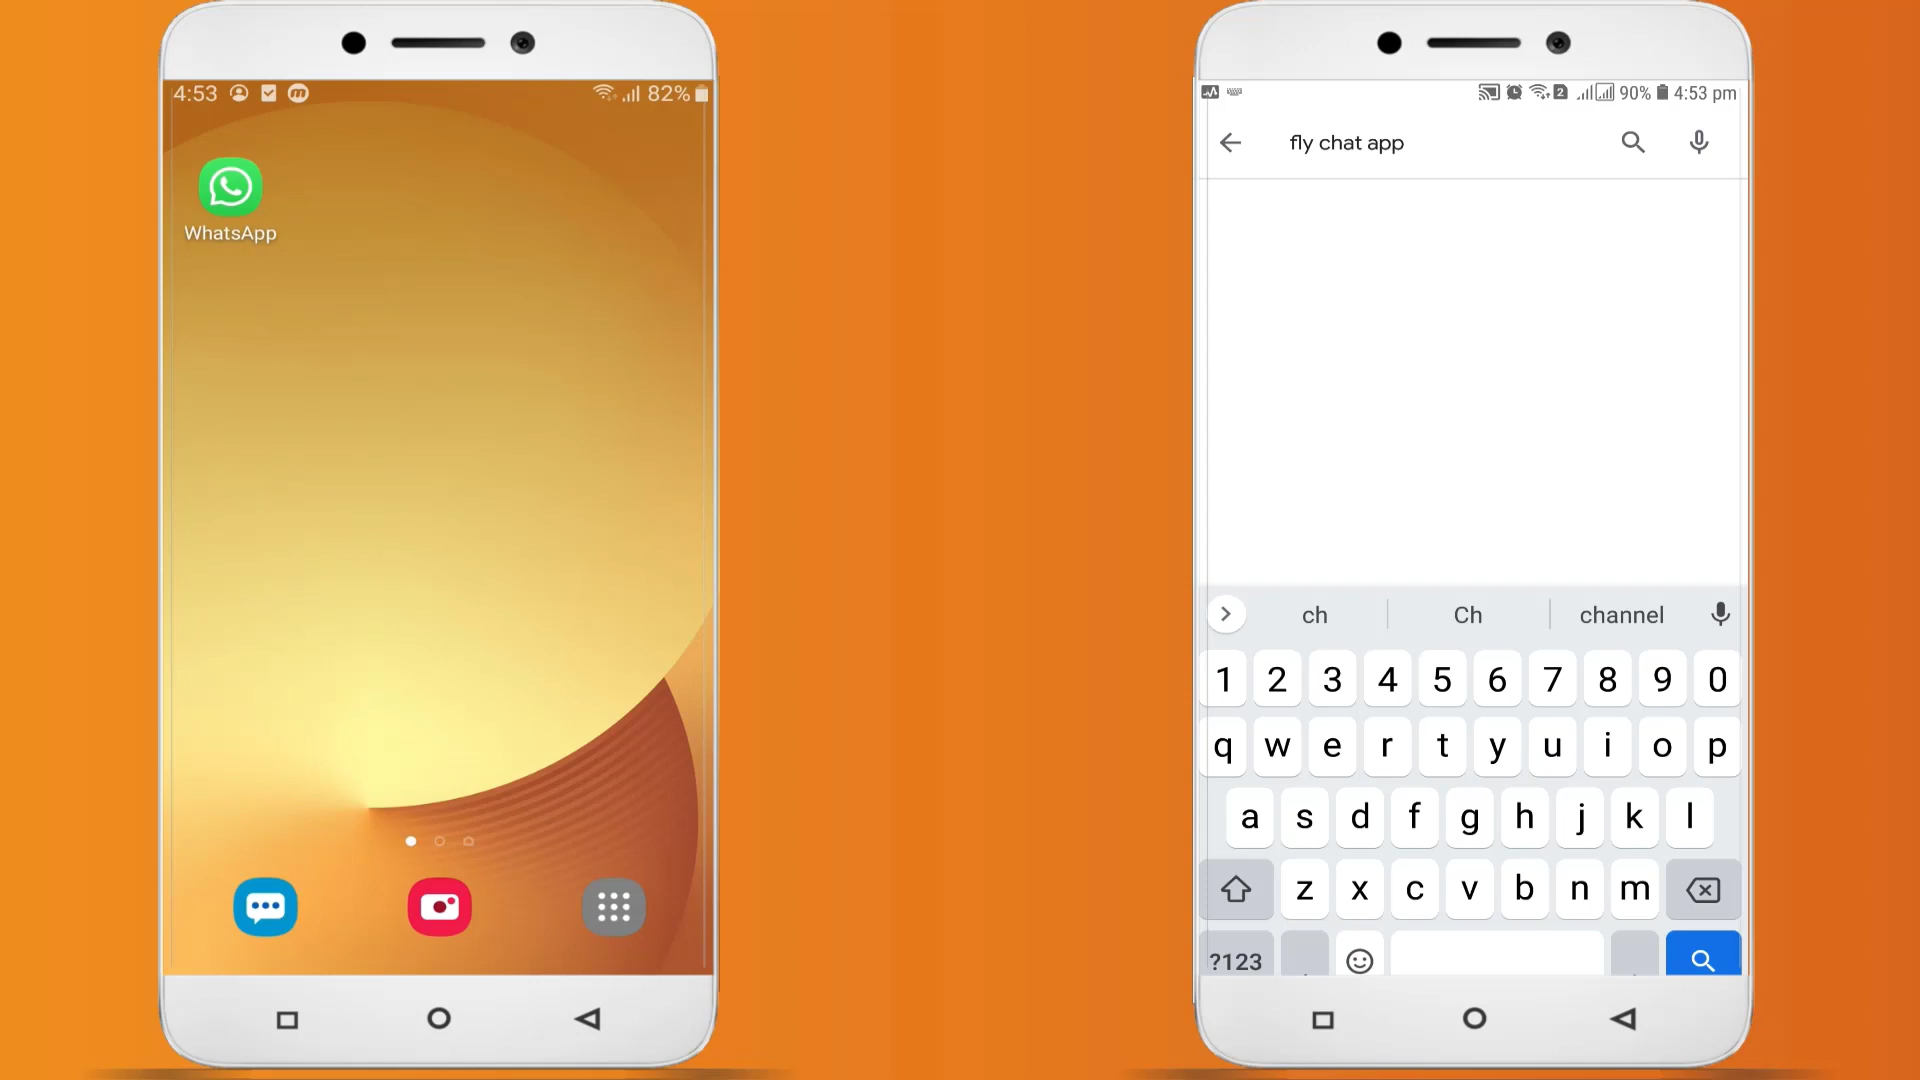 4:53
82%
WhatsApp
2
90%
4:53 pm
fly chat app
ch
Ch
channel
1 2 3 4 5 6 7 8 9 0
q w e r t y u i o p
a s d f g h j k l
z x c v b n m
?123